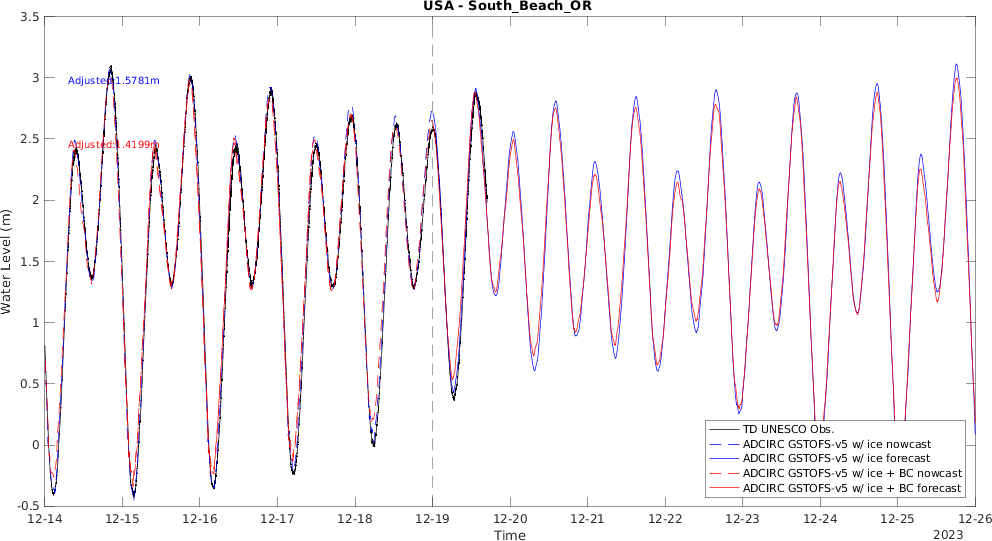 USA - South_Beach_OR
3.5
3
2.5
2
1.5
1
0.5
0
-0.5
Water Level (m)
Adjusted:1.5781m
Adjusted:1.4199m
TD UNESCO Obs.
ADCIRC GSTOFS-v5 w/ ice nowcast
ADCIRC GSTOFS-v5 w/ ice forecast
ADCIRC GSTOFS-v5 w/ ice + BC nowcast
ADCIRC GSTOFS-v5 w/ ice + BC forecast
12-14 12-15 12-16 12-17 12-18 12-19 12-20 12-21 12-22 12-23 12-24 12-25 12-26
Time
2023